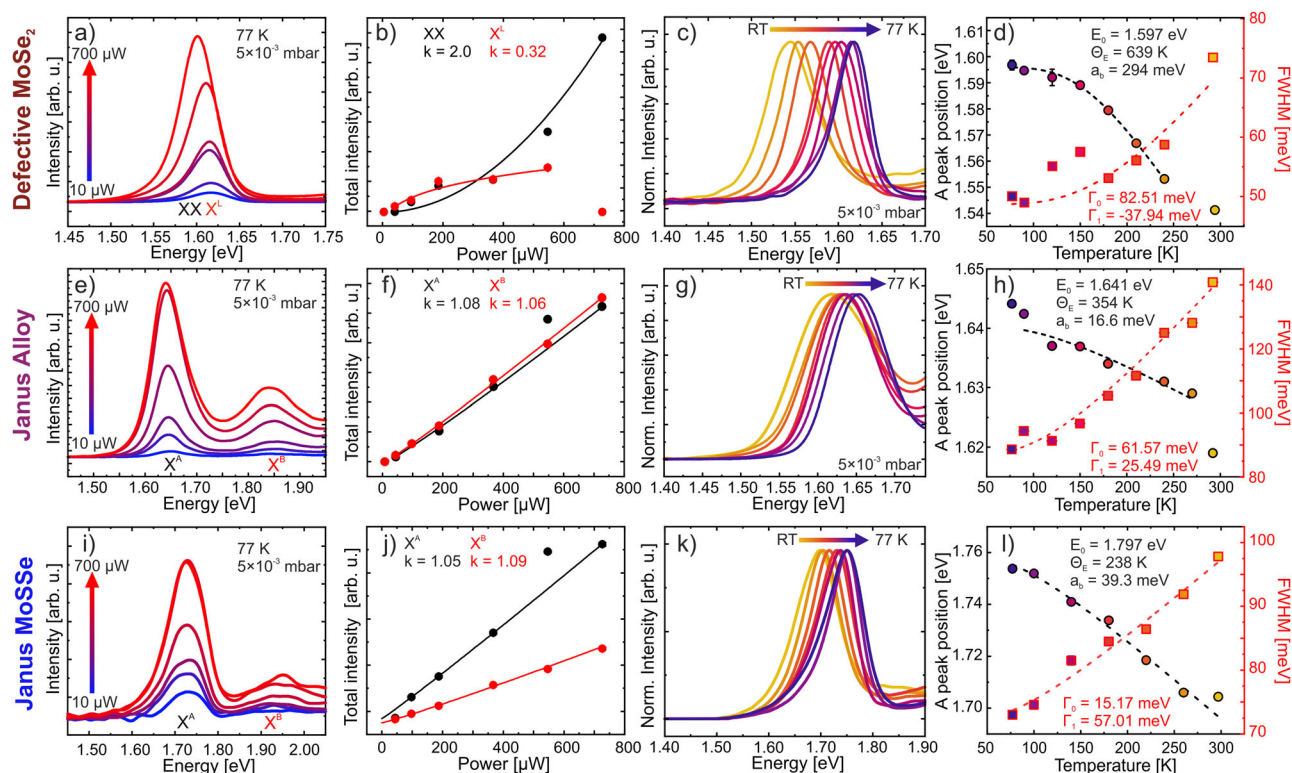 Defective MoSe₂
a)
700 µW
77 K
5×10⁻³ mbar
10 µW
XX Xᴸ
Intensity [arb. u.]
1.45 1.50 1.55 1.60 1.65 1.70 1.75
Energy [eV]
b)
XX Xᴸ
k = 2.0 k = 0.32
Total intensity [arb. u.]
0 200 400 600 800
Power [µW]
c)
RT 77 K
5×10⁻³ mbar
Norm. Intensity [arb. u.]
1.40 1.45 1.50 1.55 1.60 1.65 1.70
Energy [eV]
d)
E₀ = 1.597 eV
Θ_E = 639 K
a_b = 294 meV
Γ₀ = 82.51 meV
Γ₁ = -37.94 meV
A peak position [eV]
1.61
1.60
1.59
1.58
1.57
1.56
1.55
1.54
50 100 150 200 250 300
Temperature [K]
80
70
60
50
FWHM [meV]
Janus Alloy
e)
700 µW
77 K
5×10⁻³ mbar
10 µW
Xᴬ Xᴮ
Intensity [arb. u.]
1.50 1.60 1.70 1.80 1.90
Energy [eV]
f)
Xᴬ Xᴮ
k = 1.08 k = 1.06
Total intensity [arb. u.]
0 200 400 600 800
Power [µW]
g)
RT 77 K
5×10⁻³ mbar
Norm. Intensity [arb. u.]
1.40 1.50 1.60 1.70
Energy [eV]
h)
E₀ = 1.641 eV
Θ_E = 354 K
a_b = 16.6 meV
Γ₀ = 61.57 meV
Γ₁ = 25.49 meV
A peak position [eV]
1.65
1.64
1.63
1.62
50 100 150 200 250 300
Temperature [K]
140
120
100
80
FWHM [meV]
Janus MoSSe
i)
700 µW
77 K
5×10⁻³ mbar
10 µW
Xᴬ Xᴮ
Intensity [arb. u.]
1.50 1.60 1.70 1.80 1.90 2.00
Energy [eV]
j)
Xᴬ Xᴮ
k = 1.05 k = 1.09
Total intensity [arb. u.]
0 200 400 600 800
Power [µW]
k)
RT 77 K
Norm. Intensity [arb. u.]
1.40 1.50 1.60 1.70 1.80 1.90
Energy [eV]
l)
E₀ = 1.797 eV
Θ_E = 238 K
a_b = 39.3 meV
Γ₀ = 15.17 meV
Γ₁ = 57.01 meV
A peak position [eV]
1.76
1.74
1.72
1.70
50 100 150 200 250 300
Temperature [K]
100
95
90
85
80
75
70
FWHM [meV]